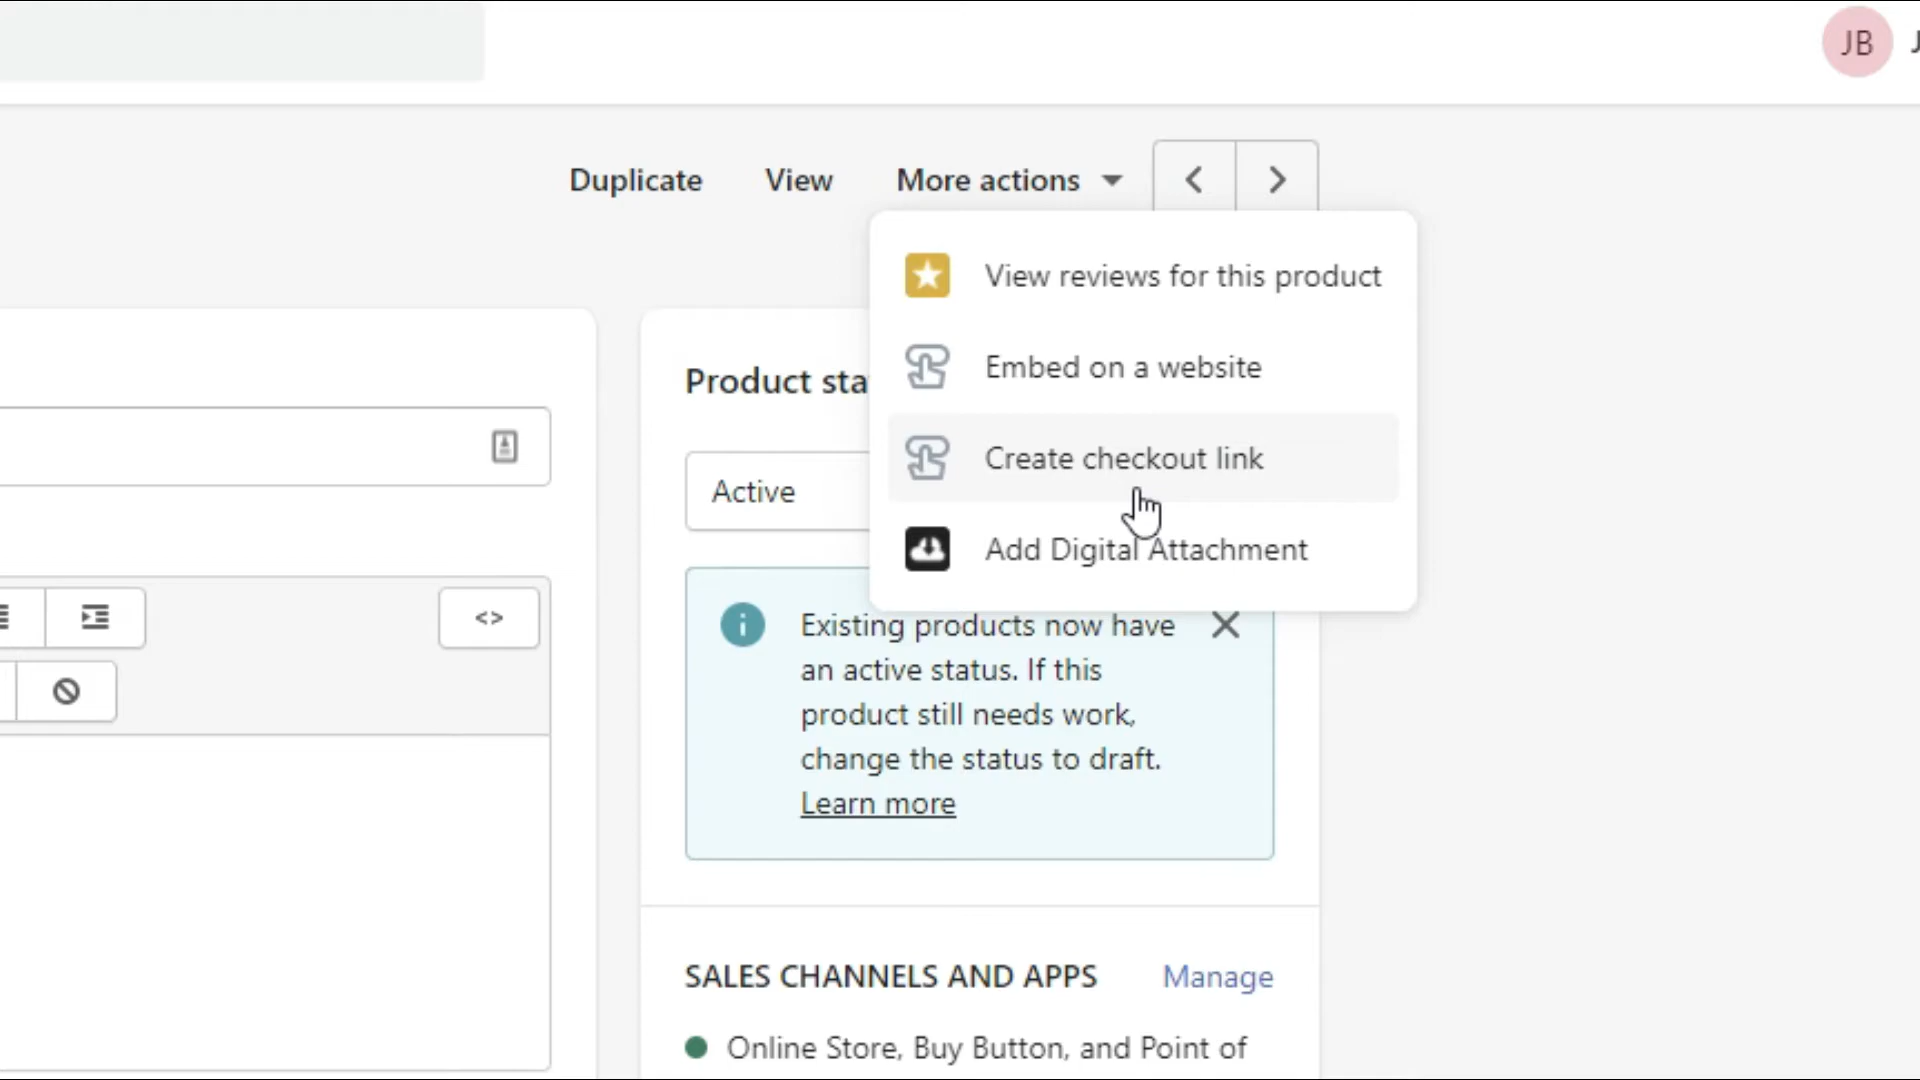 JB
Duplicate View More actions
View reviews for this product
Embed on a website
Create checkout link
Add Digital Attachment
Product sta
Active
Existing products now have
an active status. If this
product still needs work,
change the status to draft.
Learn more
SALES CHANNELS AND APPS Manage
Online Store, Buy Button, and Point of